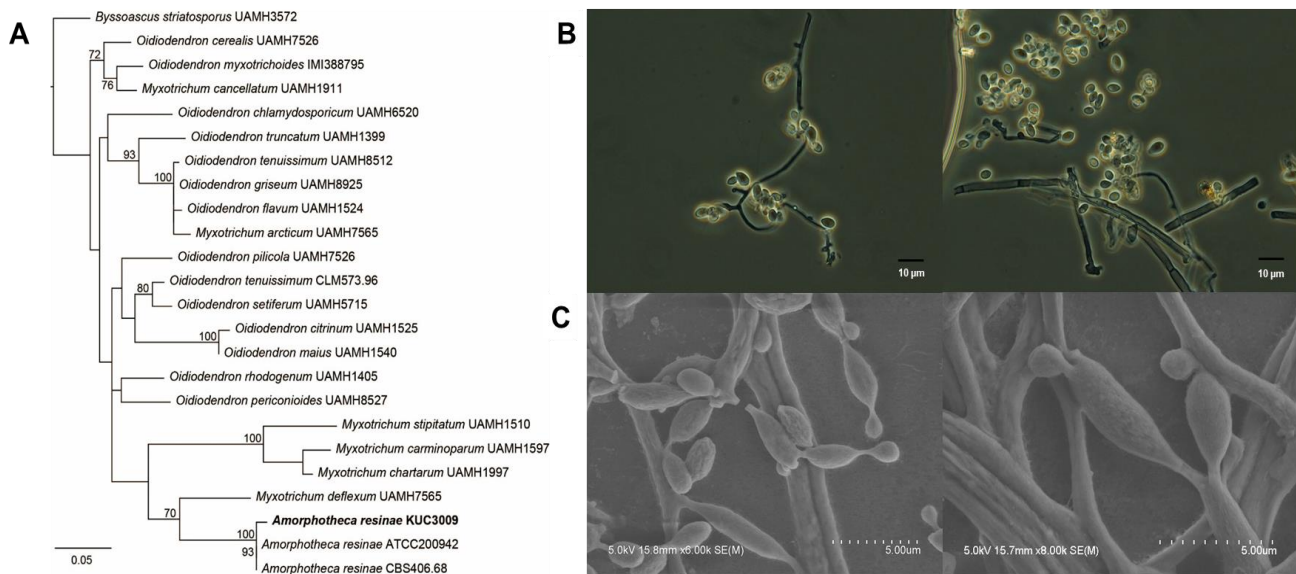 A
Byssoascus striatosporus UAMH3572
Oidiodendron cerealis UAMH7526
72
Oidiodendron myxotrichoides IMI388795
76
Myxotrichum cancellatum UAMH1911
Oidiodendron chlamydosporicum UAMH6520
Oidiodendron truncatum UAMH1399
93
Oidiodendron tenuissimum UAMH8512
100
Oidiodendron griseum UAMH8925
Oidiodendron flavum UAMH1524
Myxotrichum arcticum UAMH7565
Oidiodendron pilicola UAMH7526
Oidiodendron tenuissimum CLM573.96
80
Oidiodendron setiferum UAMH5715
Oidiodendron citrinum UAMH1525
100
Oidiodendron maius UAMH1540
Oidiodendron rhodogenum UAMH1405
Oidiodendron periconioides UAMH8527
Myxotrichum stipitatum UAMH1510
100
Myxotrichum carminoparum UAMH1597
Myxotrichum chartarum UAMH1997
Myxotrichum deflexum UAMH7565
70
Amorphotheca resinae KUC3009
100
93
Amorphotheca resinae ATCC200942
Amorphotheca resinae CBS406.68
0.05
B
10 µm
10 µm
C
5.0kV 15.8mm x6.00k SE(M)
5.00um
5.0kV 15.7mm x8.00k SE(M)
5.00um